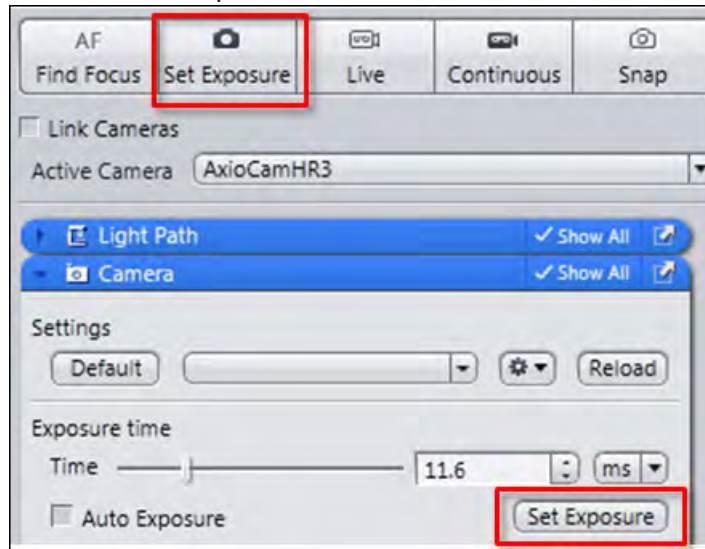 AF
Find Focus Set Exposure Live Continuous Snap
Link Cameras
Active Camera AxioCamHR3
Light Path Show All
Camera Show All
Settings
Default Reload
Exposure time
Time 11.6 ms
Auto Exposure Set Exposure